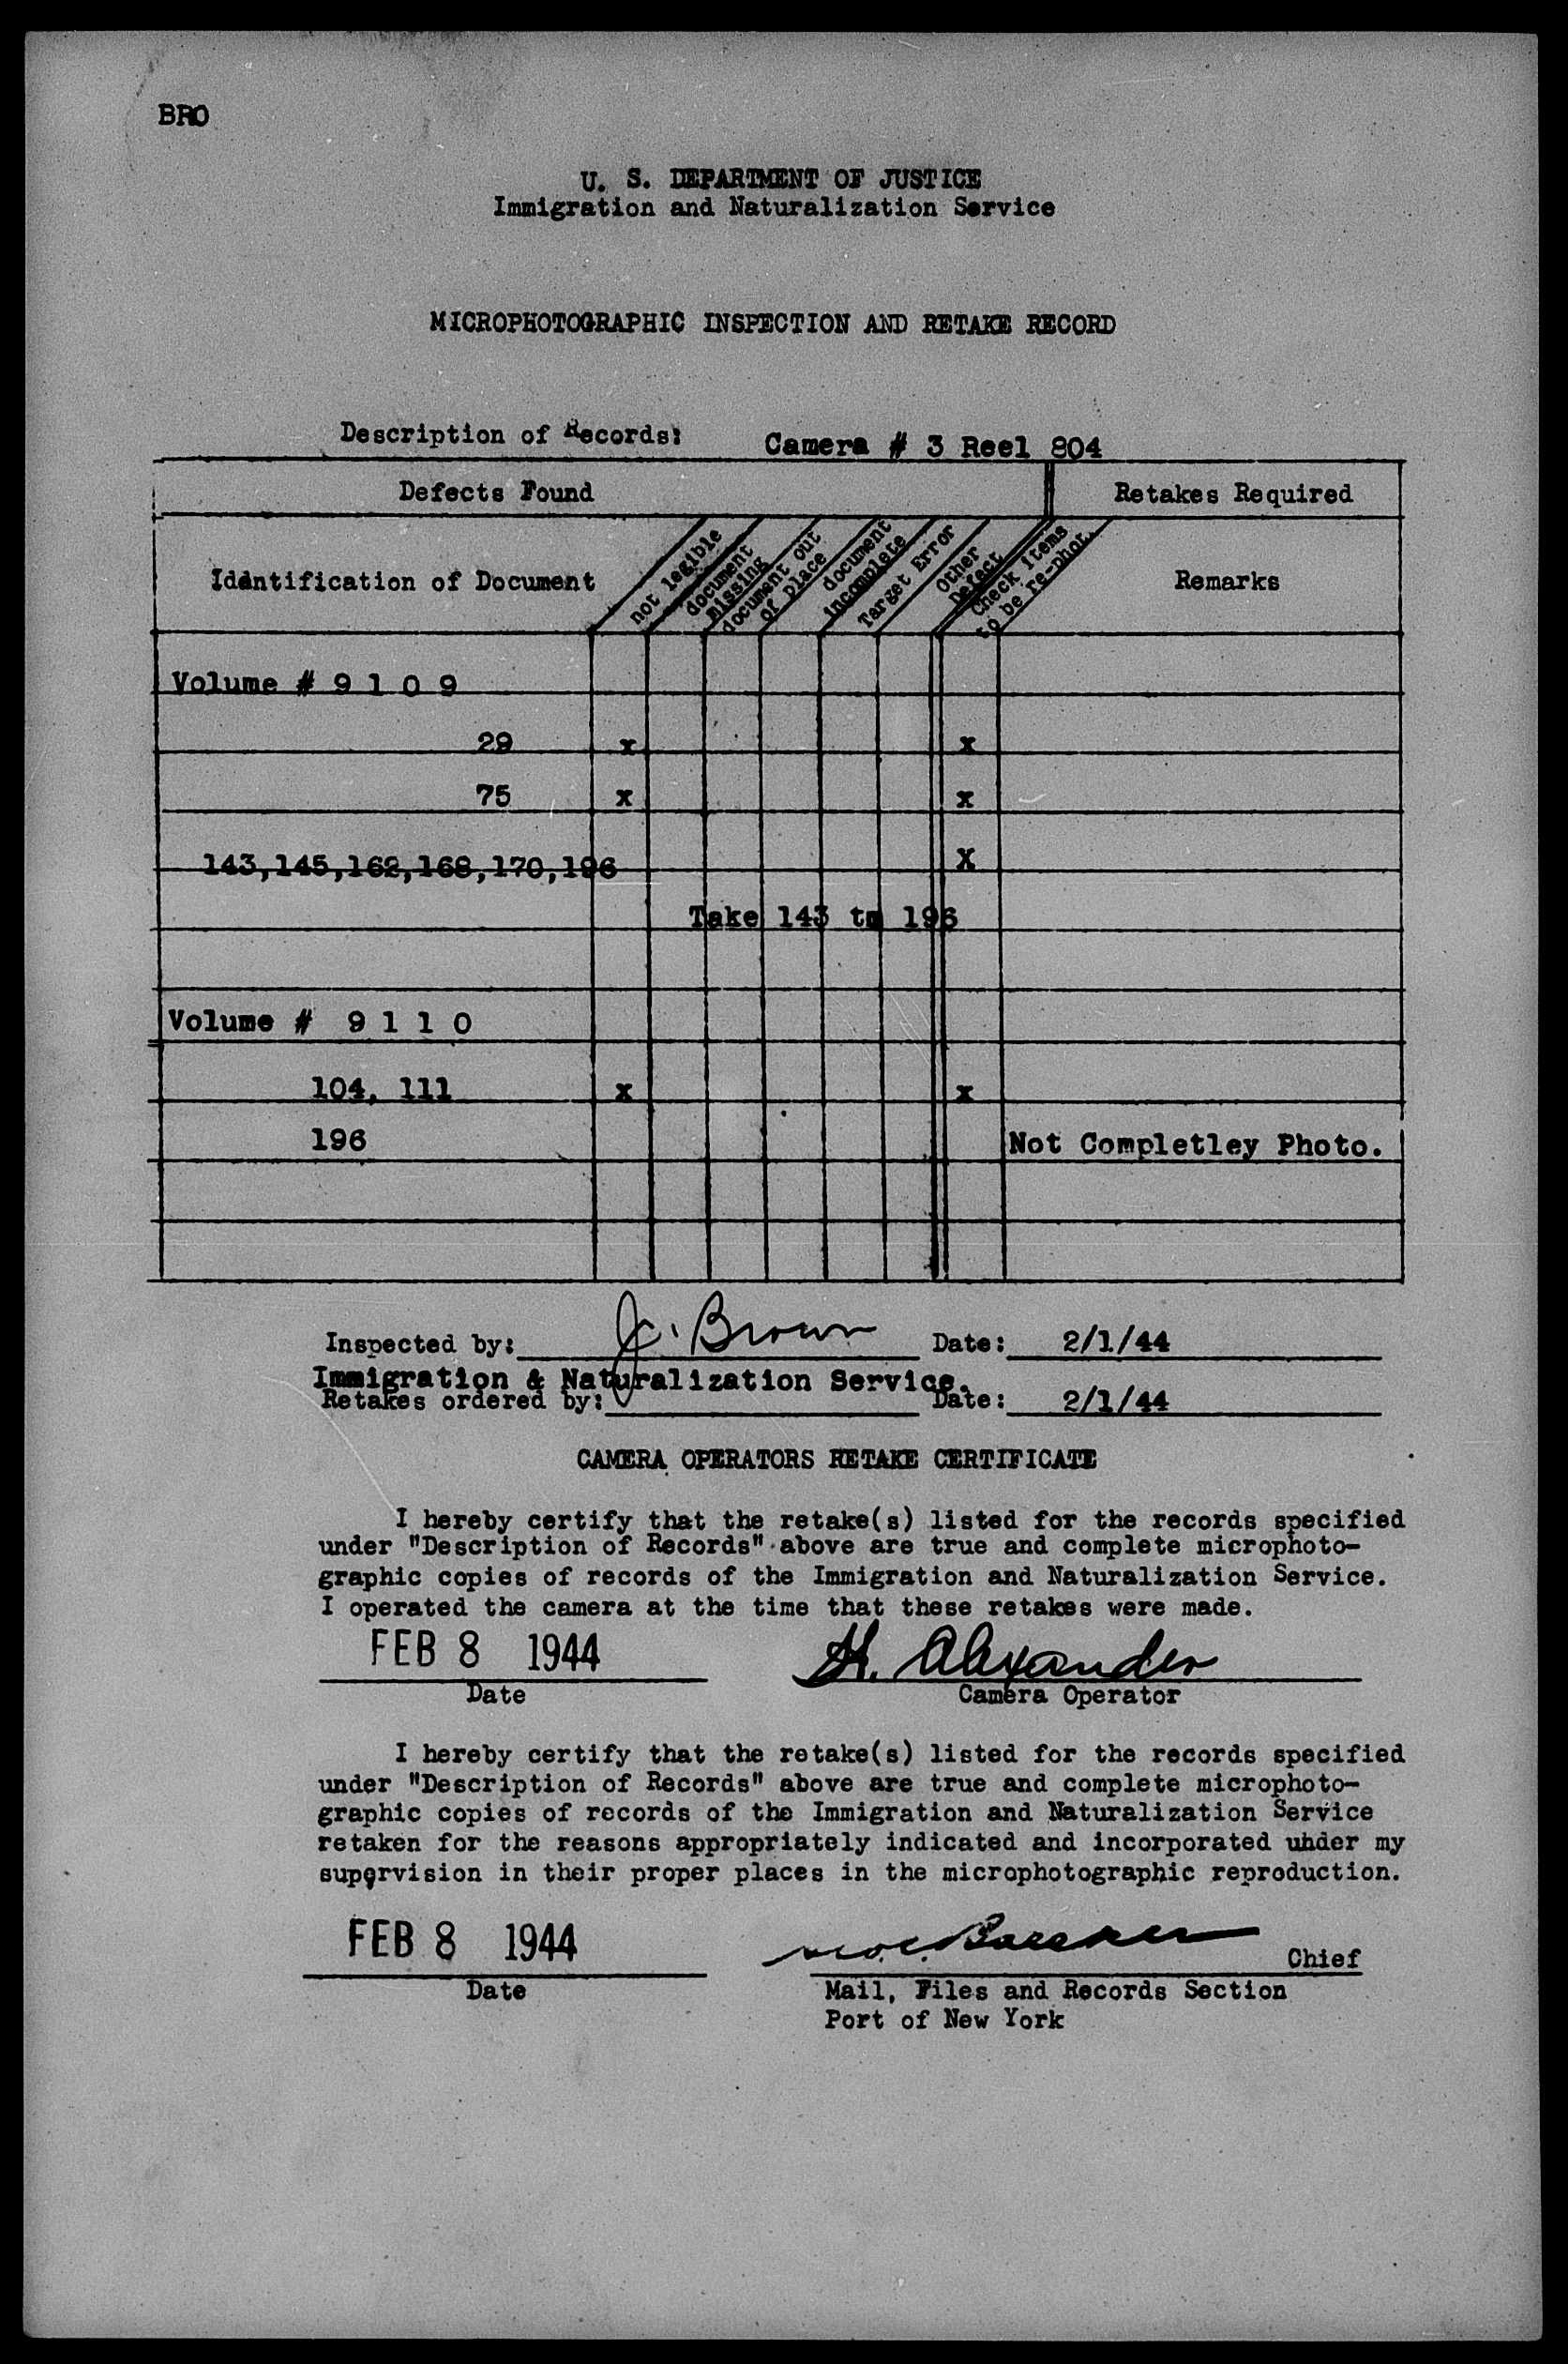 BRO
U. S. DEPARTMENT OF JUSTICE
Immigration and Naturalization Service
MICROPHOTOGRAPHIC INSPECTION AND RETAKE RECORD
Description of Records: Camera # 3 Reel 804
Defects Found Retakes Required
Identification of Document not legible document missing document out of place document incomplete Target Error Other Defect Check items to be re-phot. Remarks
Volume # 9 1 0 9
29 x x
75 x x
143,145,162,168,170,196 X
Take 143 to 196
Volume # 9 1 1 0
104, 111 x x
196 Not Completley Photo.
Inspected by: J. Brown Date: 2/1/44
Immigration & Naturalization Service.
Retakes ordered by: Date: 2/1/44
CAMERA OPERATORS RETAKE CERTIFICATE
I hereby certify that the retake(s) listed for the records specified
under "Description of Records" above are true and complete microphoto-
graphic copies of records of the Immigration and Naturalization Service.
I operated the camera at the time that these retakes were made.
FEB 8 1944 H. Alexander
Date Camera Operator
I hereby certify that the retake(s) listed for the records specified
under "Description of Records" above are true and complete microphoto-
graphic copies of records of the Immigration and Naturalization Service
retaken for the reasons appropriately indicated and incorporated under my
supervision in their proper places in the microphotographic reproduction.
FEB 8 1944 Chief
Date Mail, Files and Records Section
Port of New York